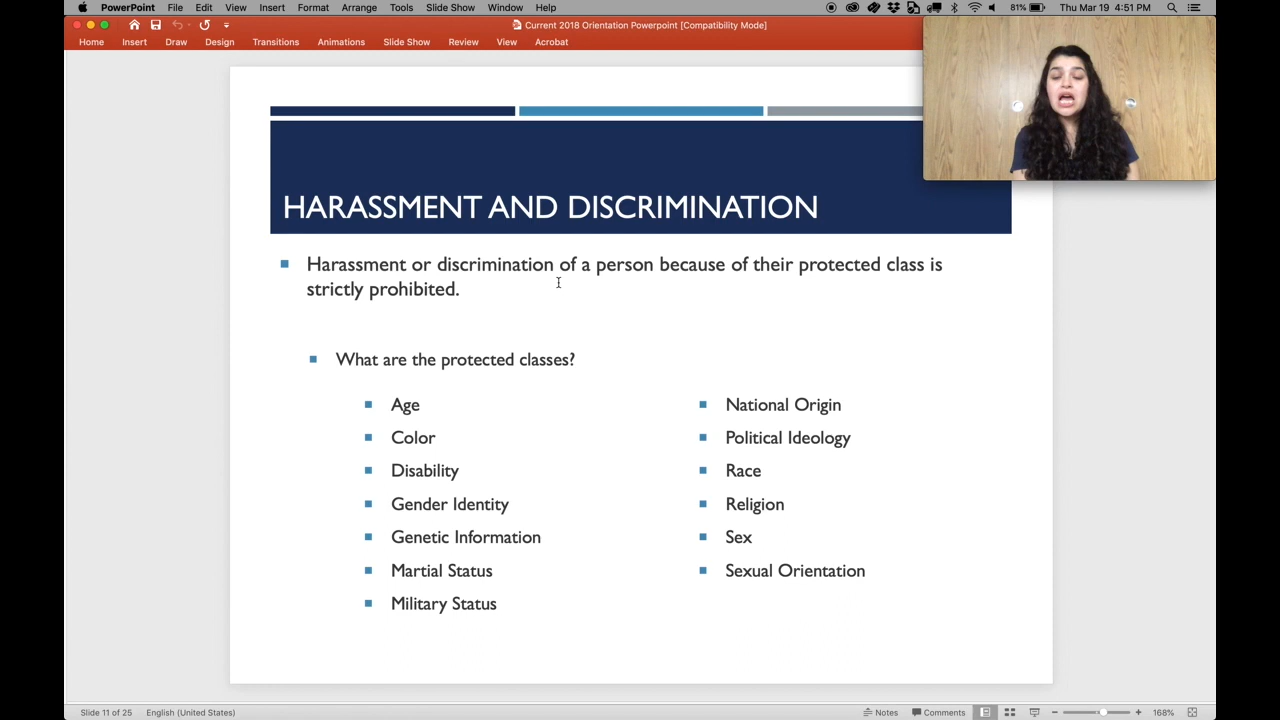 PowerPoint File Edit View Insert Format Arrange Tools Slide Show Window Help 81% Thu Mar 19 4:51 PM
Current 2018 Orientation Powerpoint [Compatibility Mode]
Home Insert Draw Design Transitions Animations Slide Show Review View Acrobat
HARASSMENT AND DISCRIMINATION
Harassment or discrimination of a person because of their protected class is
strictly prohibited.
What are the protected classes?
Age
Color
Disability
Gender Identity
Genetic Information
Martial Status
Military Status
National Origin
Political Ideology
Race
Religion
Sex
Sexual Orientation
Slide 11 of 25 English (United States) Notes Comments 168%